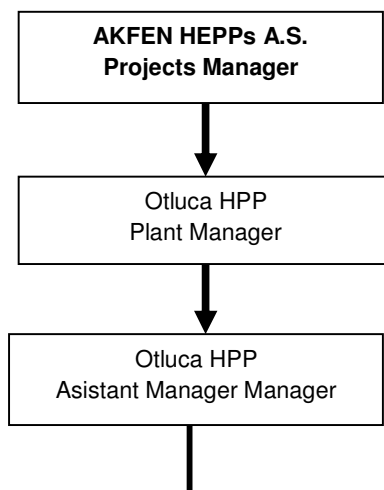 AKFEN HEPPs A.S.
Projects Manager
Otluca HPP
Plant Manager
Otluca HPP
Asistant Manager Manager